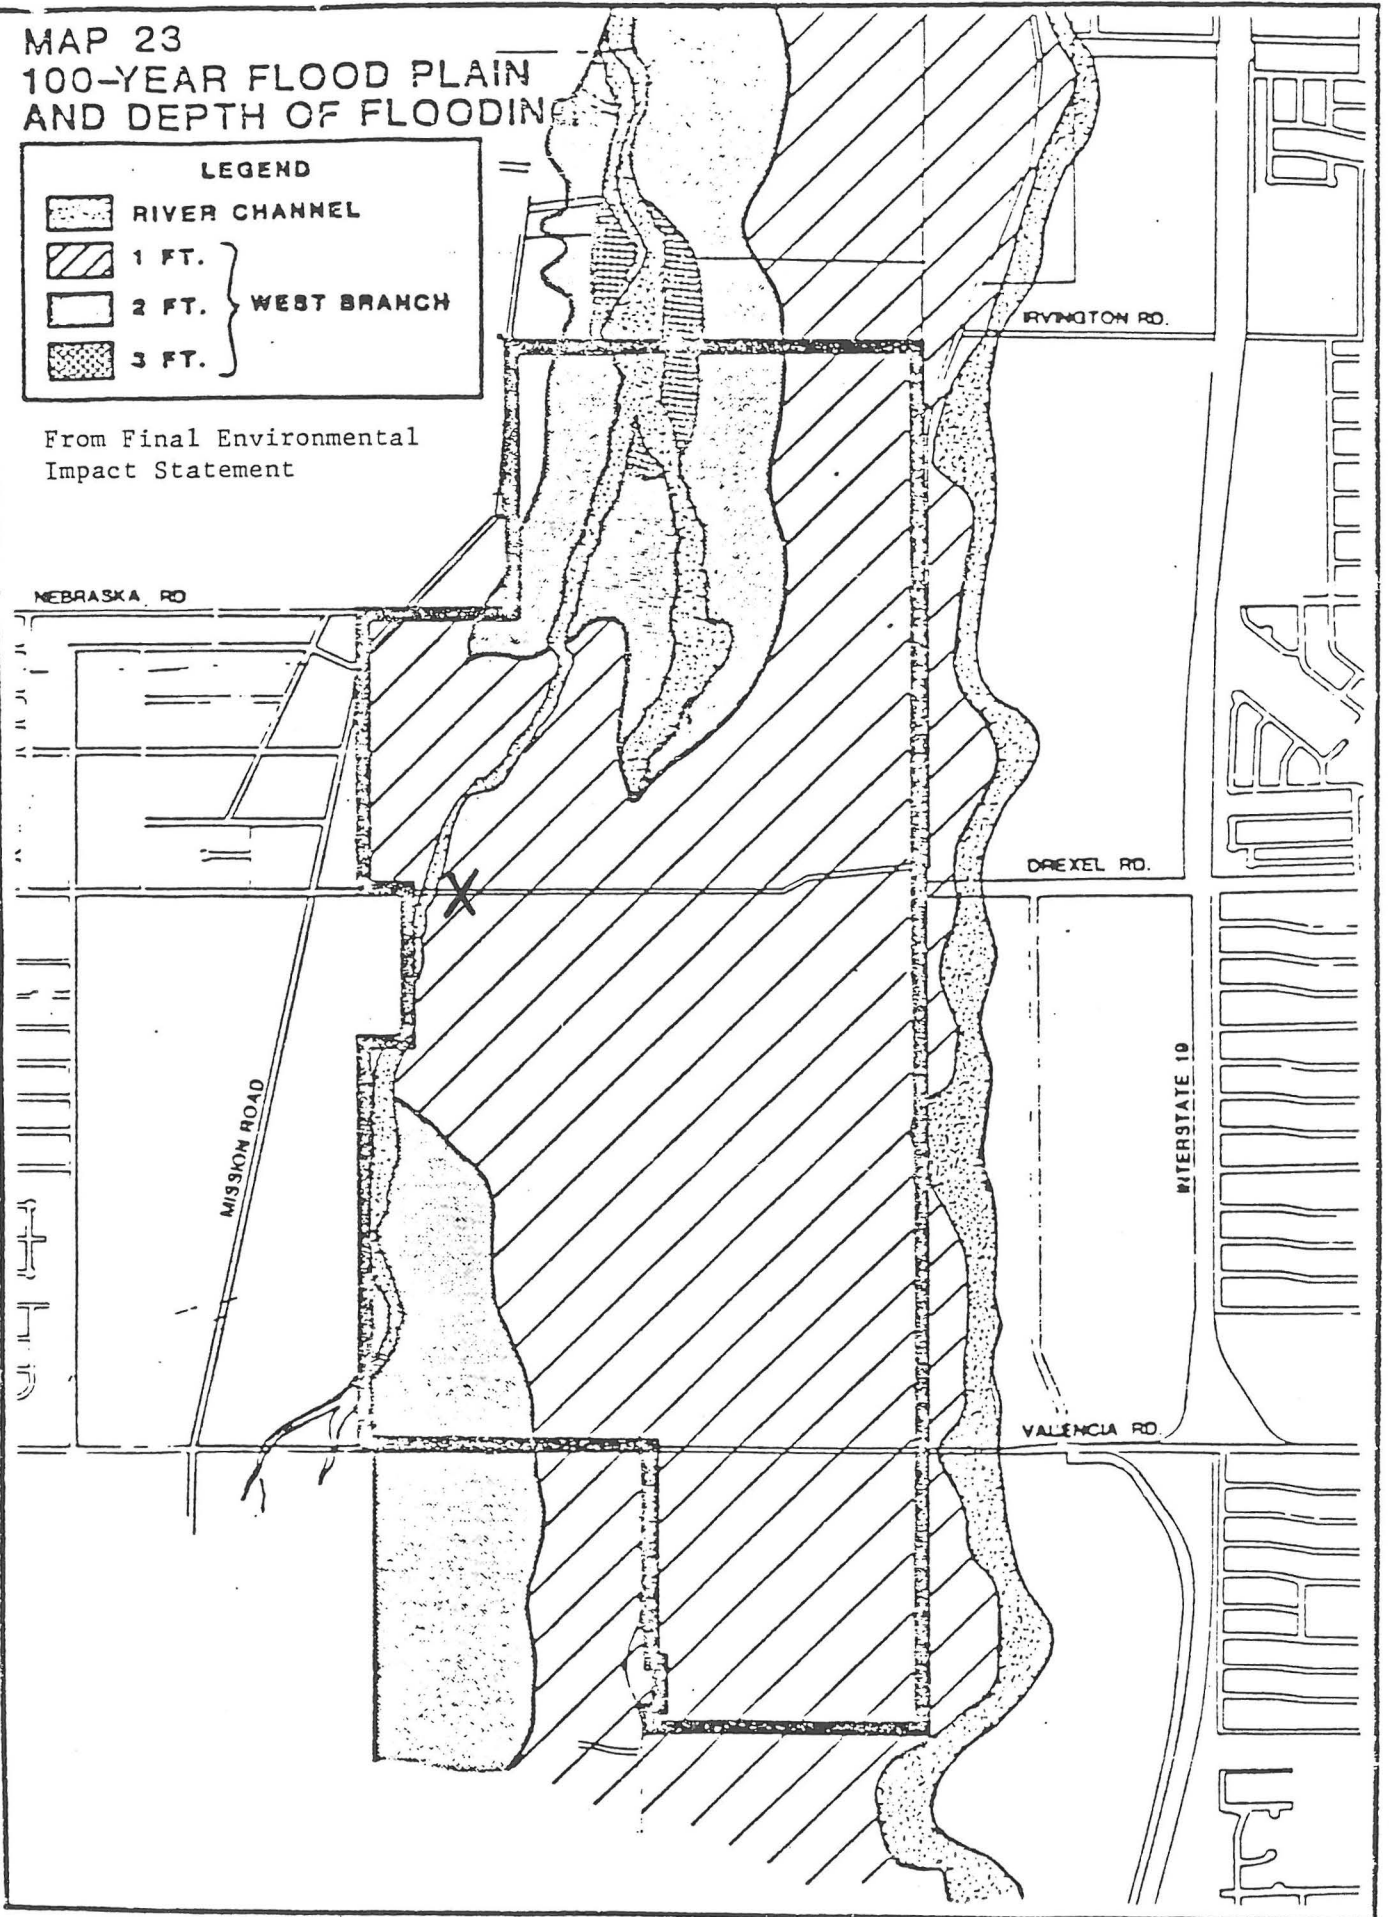 MAP 23
100-YEAR FLOOD PLAIN
AND DEPTH OF FLOODING
LEGEND
RIVER CHANNEL
1 FT.
2 FT.
3 FT.
WEST BRANCH
From Final Environmental
Impact Statement
IRVINGTON RD.
NEBRASKA RD
DREXEL RD.
X
MISSION ROAD
INTERSTATE 19
VALENCIA RD.